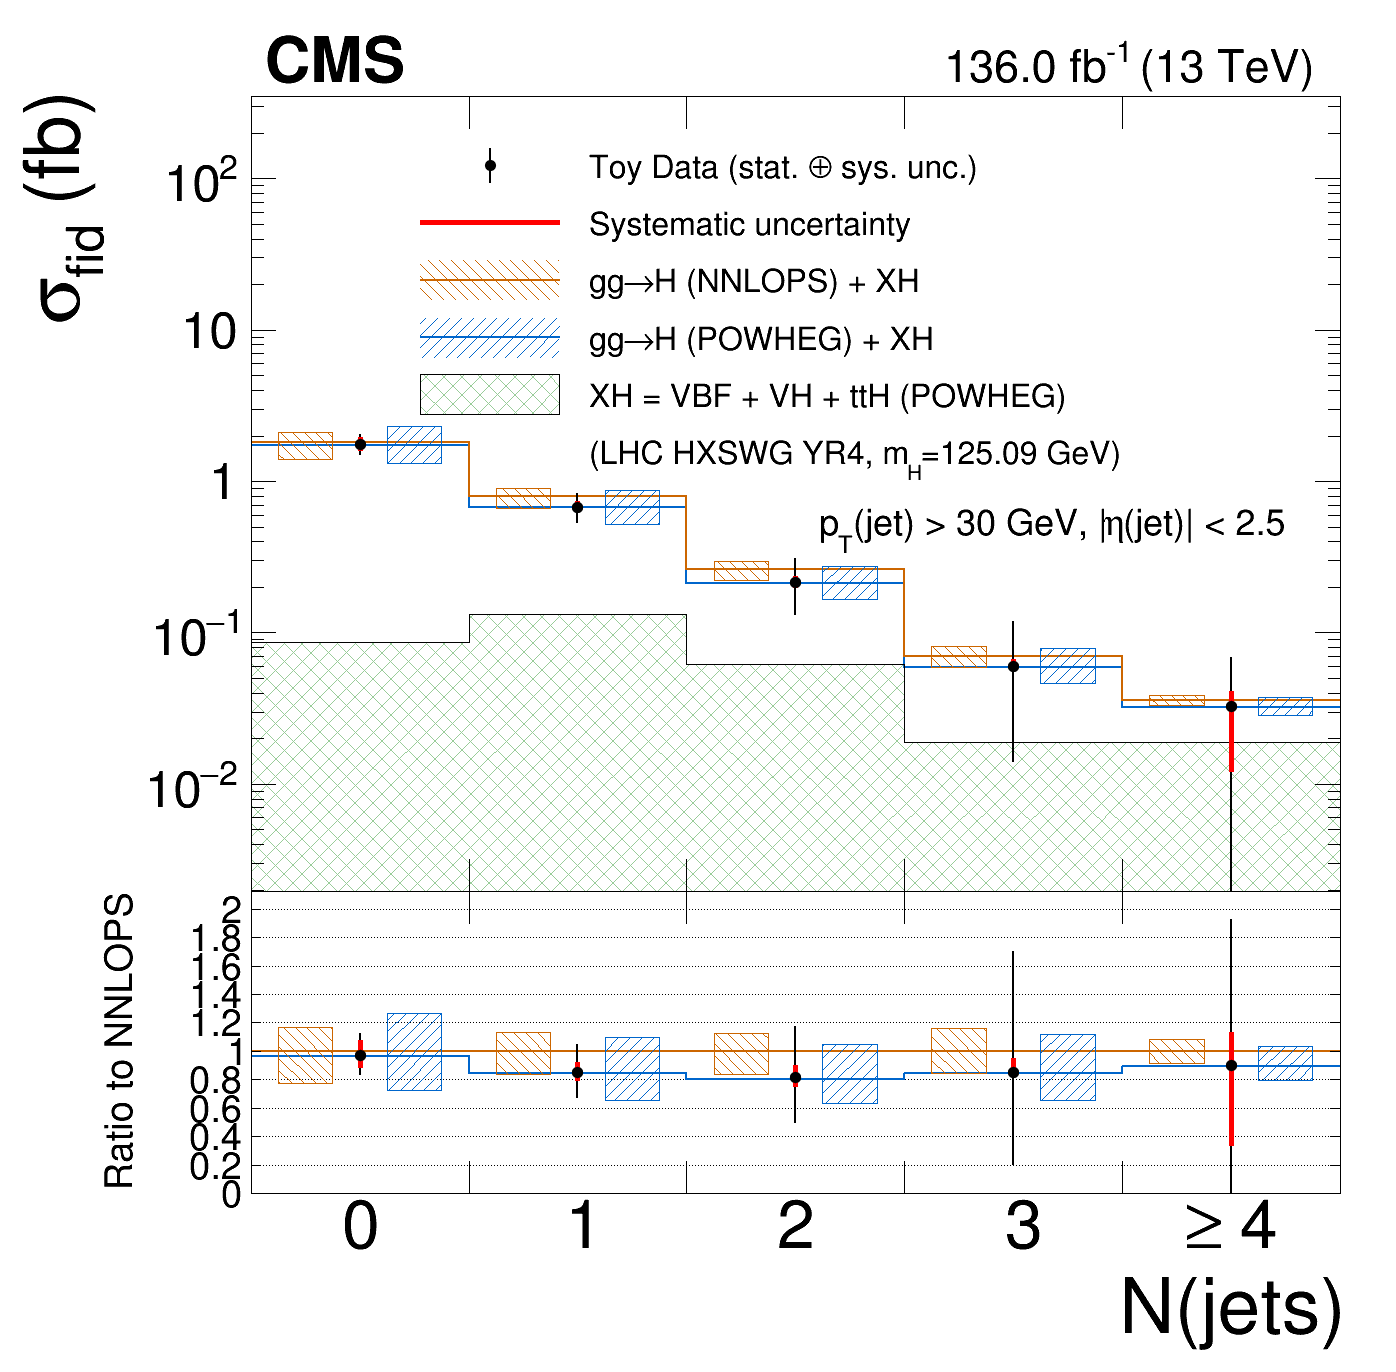 CMS
136.0 fb⁻¹ (13 TeV)
σfid (fb)
10²
10
1
10⁻¹
10⁻²
Toy Data (stat. ⊕ sys. unc.)
Systematic uncertainty
gg→H (NNLOPS) + XH
gg→H (POWHEG) + XH
XH = VBF + VH + ttH (POWHEG)
(LHC HXSWG YR4, mH=125.09 GeV)
pT(jet) > 30 GeV, |η(jet)| < 2.5
Ratio to NNLOPS
2
1.8
1.6
1.4
1.2
1
0.8
0.6
0.4
0.2
0
0 1 2 3 ≥ 4
N(jets)